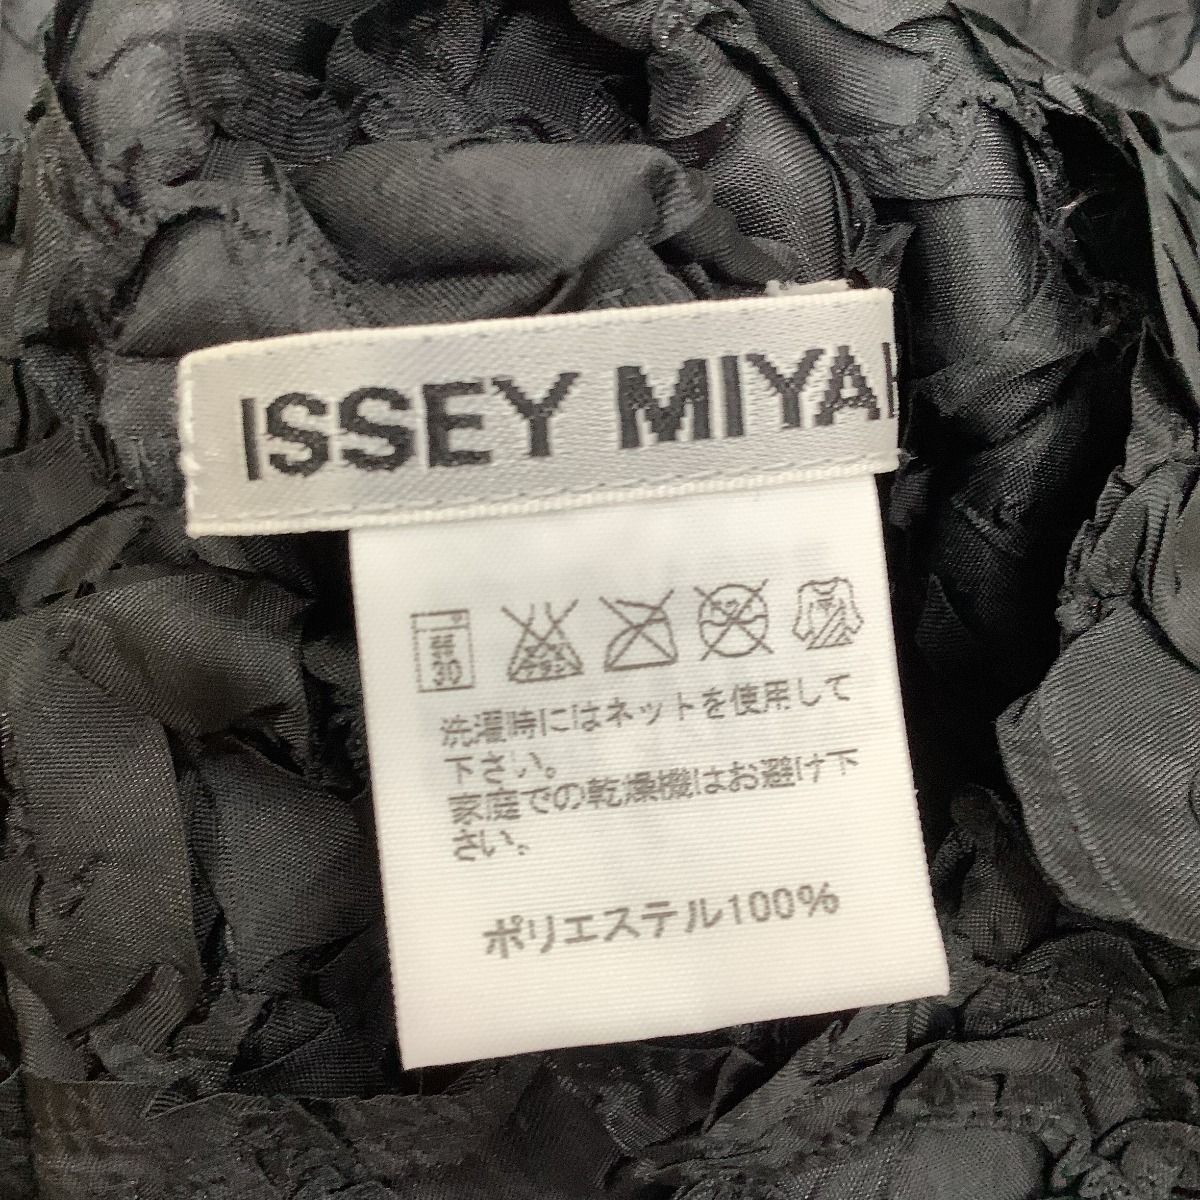 ISSEY MIYAK
30
洗濯時にはネットを使用して
下さい。
家庭での乾燥機はお避け下
さい。
ポリエステル100%